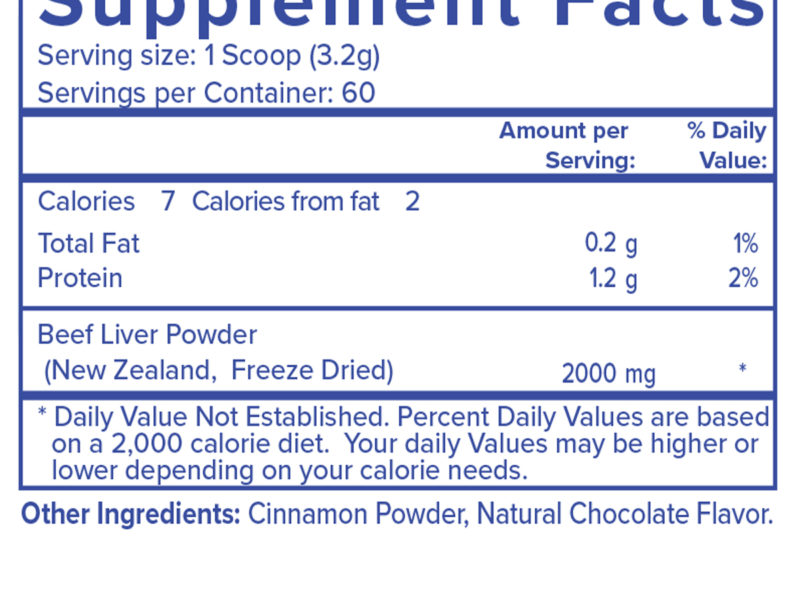 Supplement Facts
Serving size: 1 Scoop (3.2g)
Servings per Container: 60
Amount per Serving:
% Daily Value:
Calories 7 Calories from fat 2
Total Fat 0.2 g 1%
Protein 1.2 g 2%
Beef Liver Powder
(New Zealand, Freeze Dried) 2000 mg *
* Daily Value Not Established. Percent Daily Values are based
on a 2,000 calorie diet. Your daily Values may be higher or
lower depending on your calorie needs.
Other Ingredients: Cinnamon Powder, Natural Chocolate Flavor.